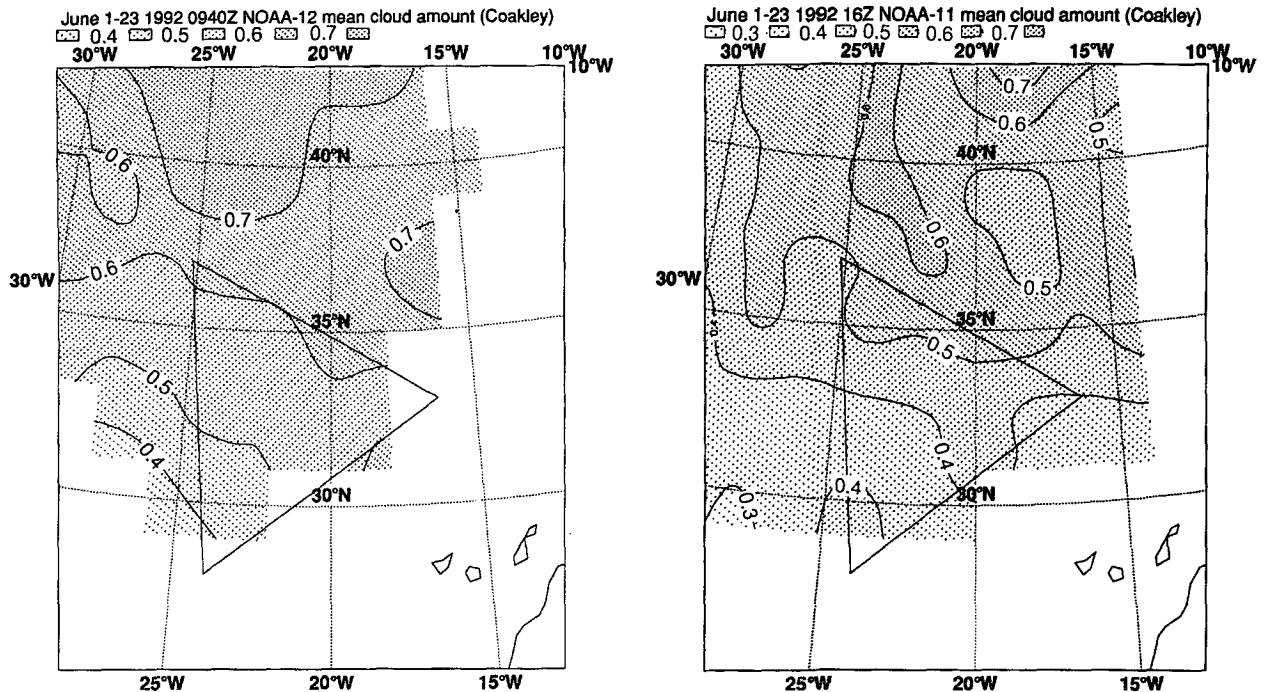 June 1-23 1992 0940Z NOAA-12 mean cloud amount (Coakley)
0.4 0.5 0.6 0.7
30°W 25°W 20°W 15°W
10°W
0.6
40°N
0.7
0.7
30°W
0.6
35°N
0.5
0.4
30°N
25°W 20°W 15°W
June 1-23 1992 16Z NOAA-11 mean cloud amount (Coakley)
0.3 0.4 0.5 0.6 0.7
30°W 25°W 20°W 15°W
10°W
0.7
0.6
0.5
40°N
0.6
30°W
0.5
35°N
0.5
0.4
0.4
30°N
0.3
25°W 20°W 15°W